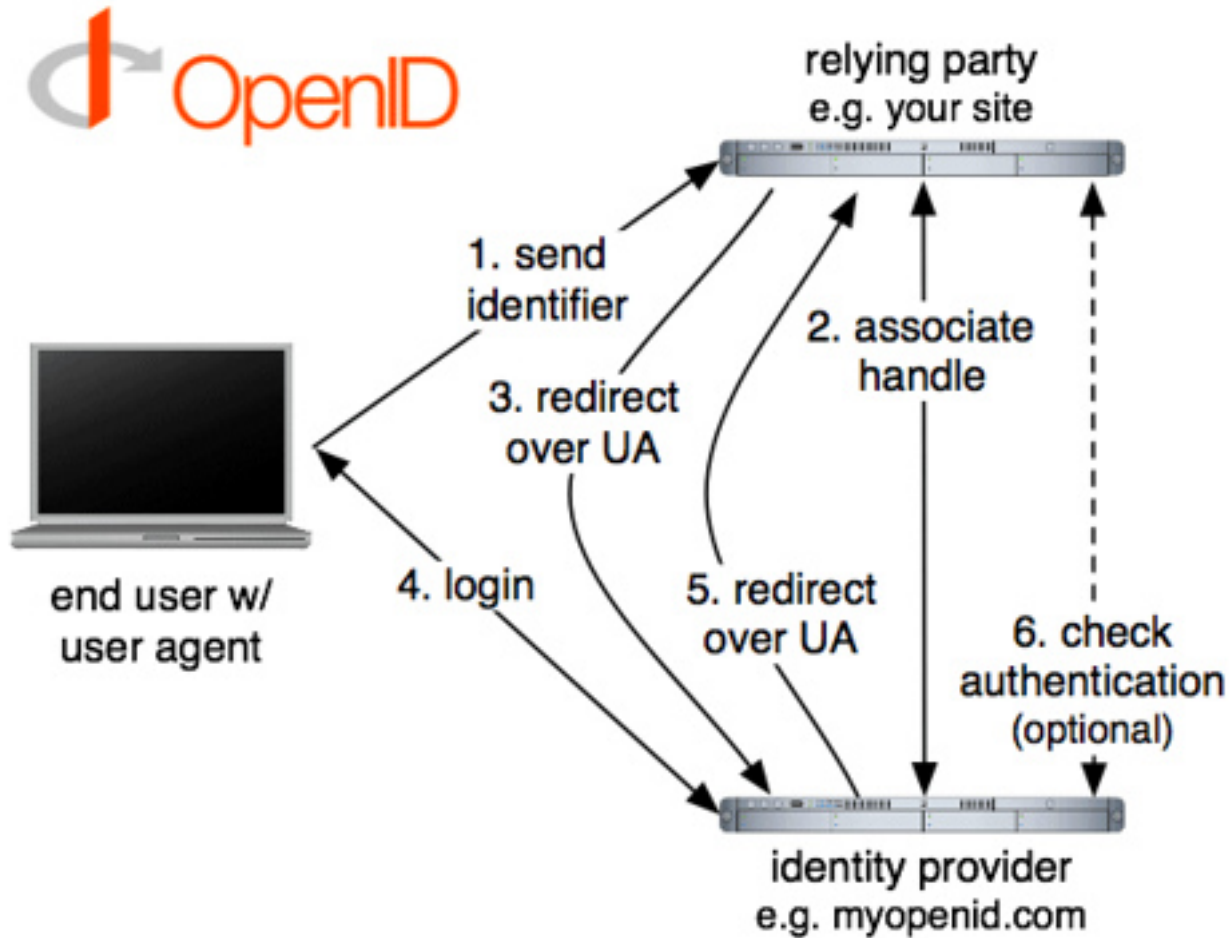 OpenID
relying party
e.g. your site
1. send
identifier
2. associate
handle
3. redirect
over UA
4. login
5. redirect
over UA
6. check
authentication
(optional)
end user w/
user agent
identity provider
e.g. myopenid.com